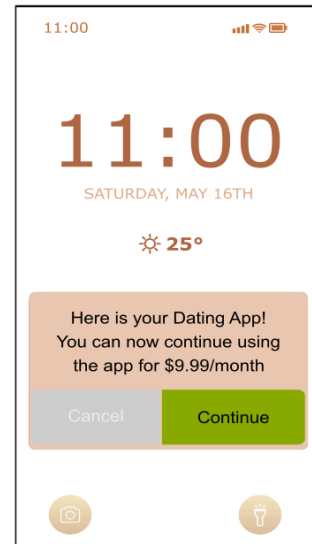 11:00
11:00
SATURDAY, MAY 16TH
25°
Here is your Dating App!
You can now continue using
the app for $9.99/month
Cancel Continue